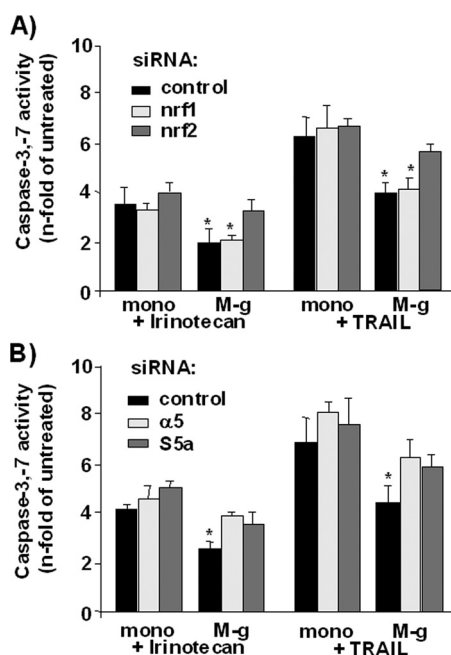 A)
Caspase-3,-7 activity
(n-fold of untreated)
10
8
6
4
2
0
siRNA:
control
nrf1
nrf2
* *
* *
mono M-g mono M-g
+ Irinotecan + TRAIL
B)
Caspase-3,-7 activity
(n-fold of untreated)
10
8
6
4
2
0
siRNA:
control
α5
S5a
*
*
mono M-g mono M-g
+ Irinotecan + TRAIL